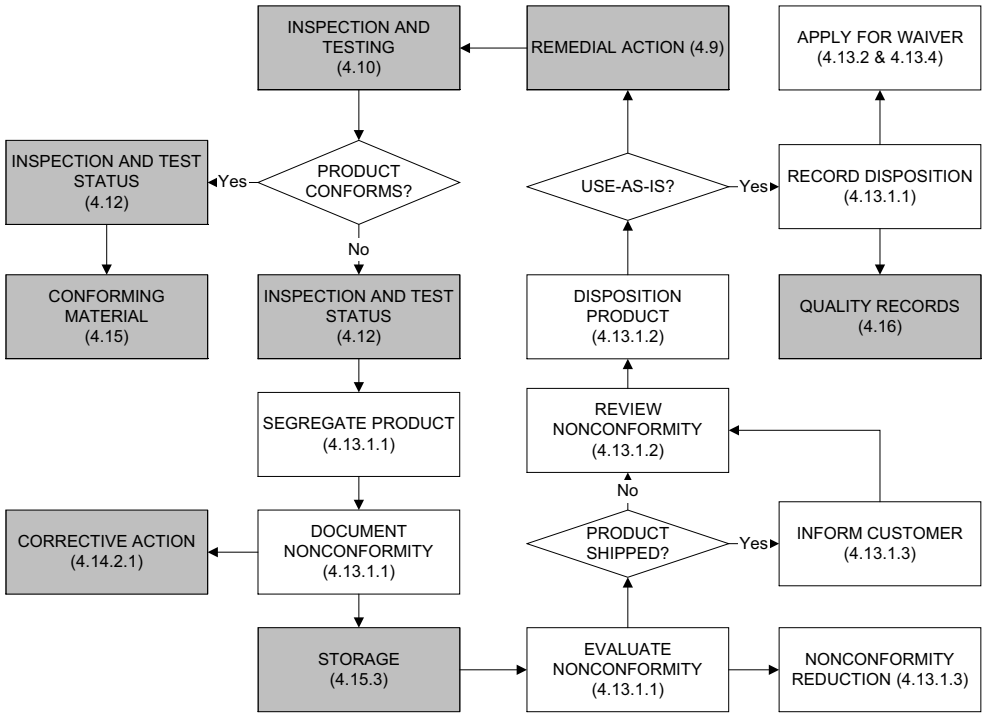 INSPECTION AND
TESTING
(4.10)
REMEDIAL ACTION (4.9)
APPLY FOR WAIVER
(4.13.2 & 4.13.4)
INSPECTION AND TEST
STATUS
(4.12)
Yes
PRODUCT
CONFORMS?
USE-AS-IS?
Yes
RECORD DISPOSITION
(4.13.1.1)
No
CONFORMING
MATERIAL
(4.15)
INSPECTION AND TEST
STATUS
(4.12)
DISPOSITION
PRODUCT
(4.13.1.2)
QUALITY RECORDS
(4.16)
SEGREGATE PRODUCT
(4.13.1.1)
REVIEW
NONCONFORMITY
(4.13.1.2)
No
CORRECTIVE ACTION
(4.14.2.1)
DOCUMENT
NONCONFORMITY
(4.13.1.1)
PRODUCT
SHIPPED?
Yes
INFORM CUSTOMER
(4.13.1.3)
STORAGE
(4.15.3)
EVALUATE
NONCONFORMITY
(4.13.1.1)
NONCONFORMITY
REDUCTION (4.13.1.3)